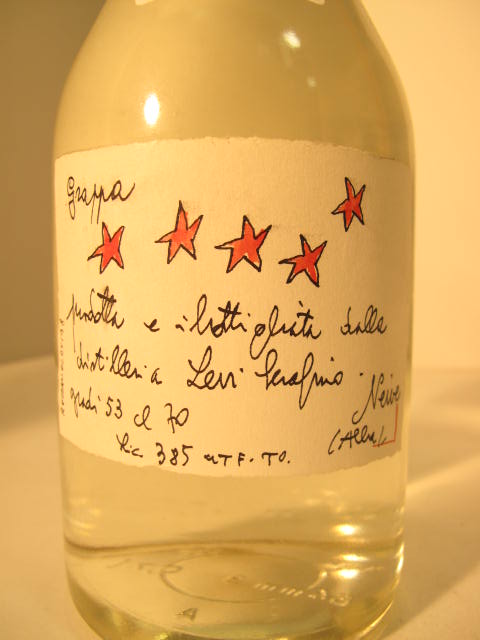 Grappa
prodotta e imbottigliata dalla
distilleria Levi Serafino.
gradi 53 cl 70
Neive
Lic. 385 UTF. TO.
(Alba)